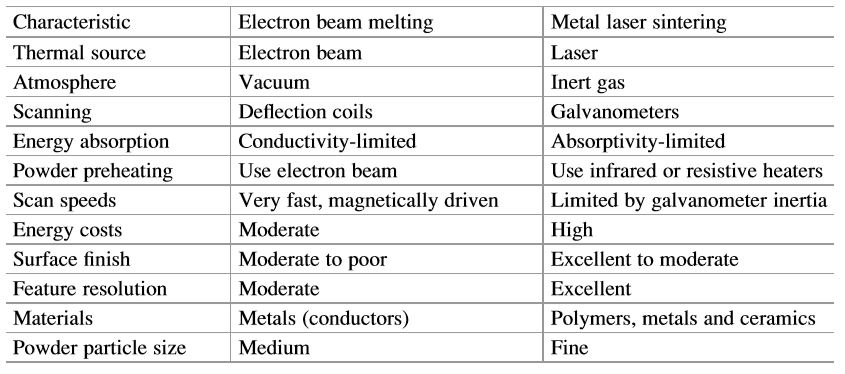 Characteristic Electron beam melting Metal laser sintering
Thermal source Electron beam Laser
Atmosphere Vacuum Inert gas
Scanning Deflection coils Galvanometers
Energy absorption Conductivity-limited Absorptivity-limited
Powder preheating Use electron beam Use infrared or resistive heaters
Scan speeds Very fast, magnetically driven Limited by galvanometer inertia
Energy costs Moderate High
Surface finish Moderate to poor Excellent to moderate
Feature resolution Moderate Excellent
Materials Metals (conductors) Polymers, metals and ceramics
Powder particle size Medium Fine